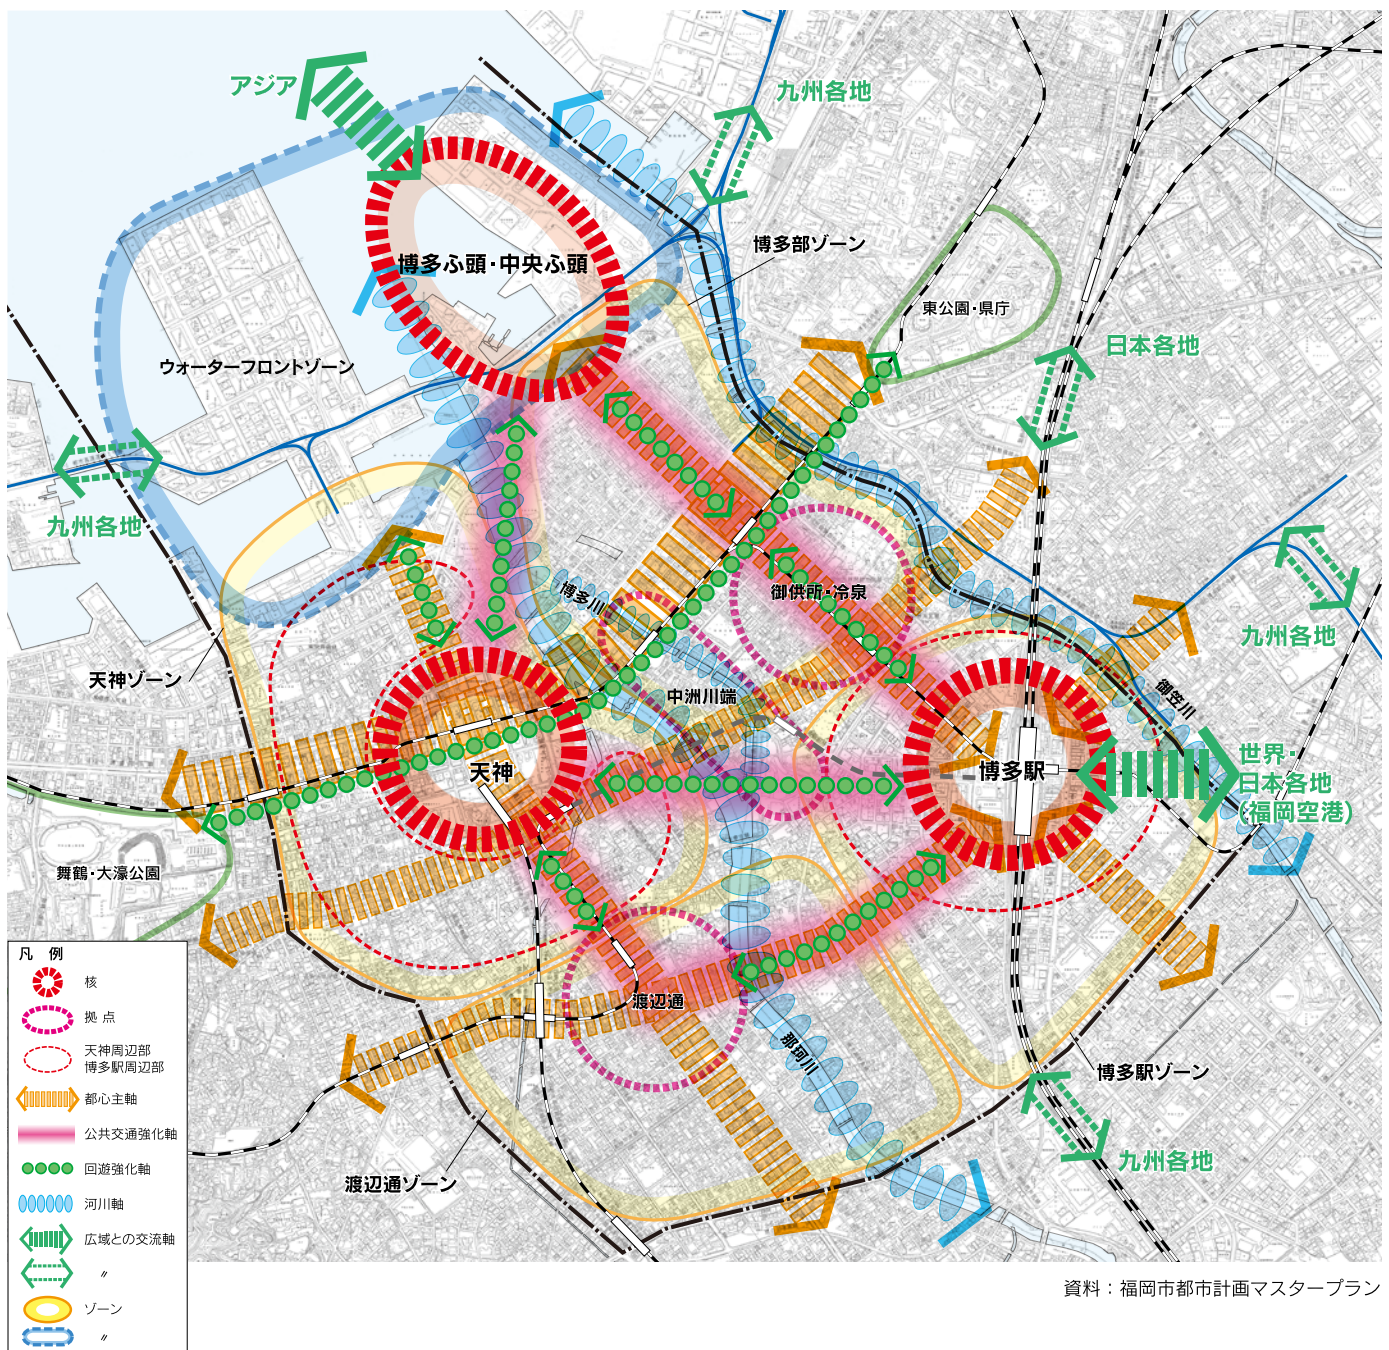 アジア
九州各地
博多部ゾーン
博多ふ頭・中央ふ頭
東公園・県庁
日本各地
ウォーターフロントゾーン
九州各地
博多川
御供所・冷泉
九州各地
天神ゾーン
中洲川端
御笠川
天神
博多駅
世界・
日本各地
(福岡空港)
舞鶴・大濠公園
渡辺通
那珂川
博多駅ゾーン
九州各地
渡辺通ゾーン
凡 例
核
拠 点
天神周辺部
博多駅周辺部
都心主軸
公共交通強化軸
回遊強化軸
河川軸
広域との交流軸
〃
ゾーン
〃
資料：福岡市都市計画マスタープラン